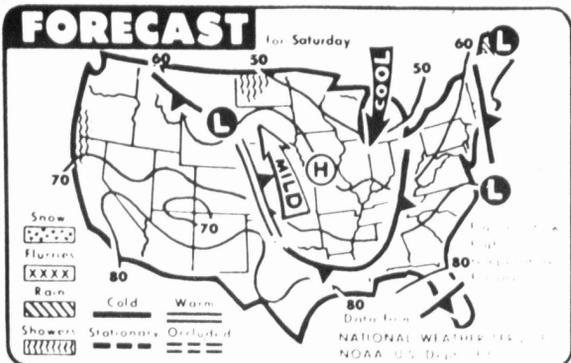 FORECAST
for Saturday
60
50
60
L
COOL
50
L
MILD
H
70
70
L
Snow
Flurries
Rain
Showers
80
Cold
Warm
Stationary
Occluded
80
80
Data from
NATIONAL WEATHER
NOAA U.S. Dept